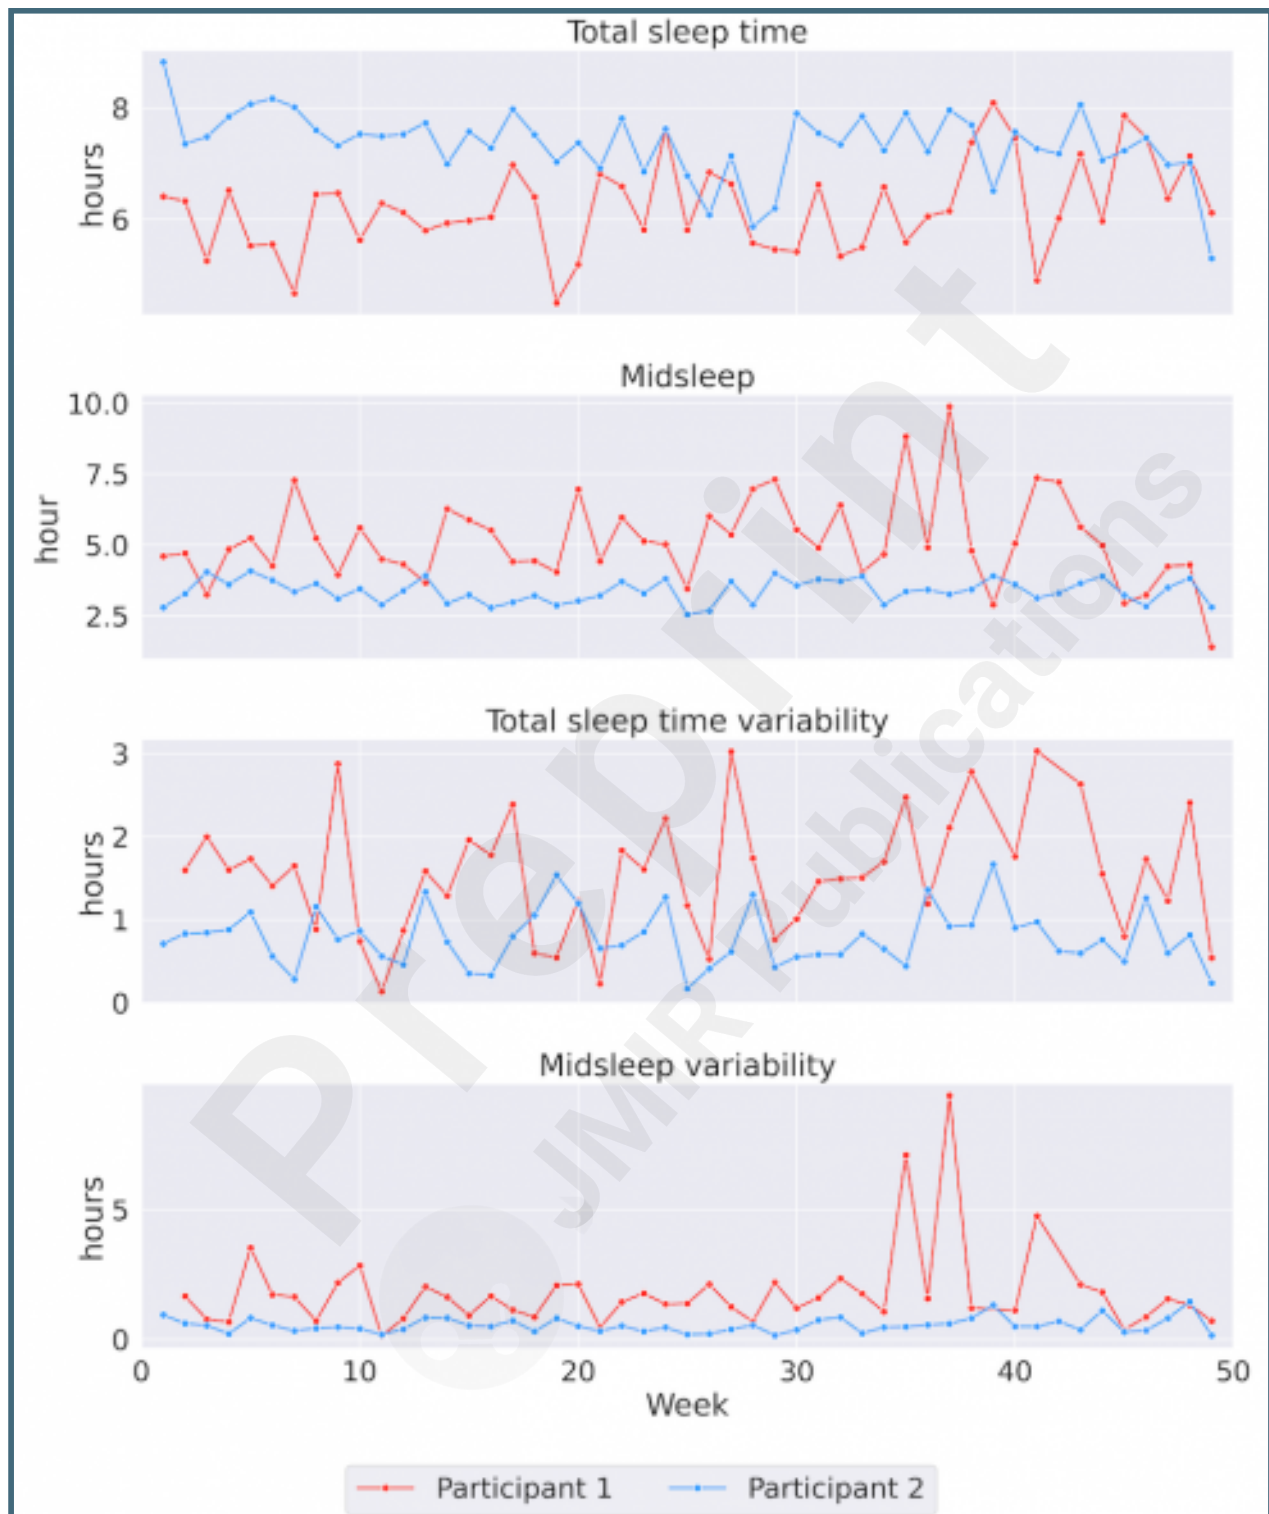 Total sleep time
hours
8
6
Midsleep
hour
10.0
7.5
5.0
2.5
Total sleep time variability
hours
3
2
1
0
Midsleep variability
hours
5
0
0 10 20 30 40 50
Week
Participant 1 Participant 2
Preprint
JMIR Publications